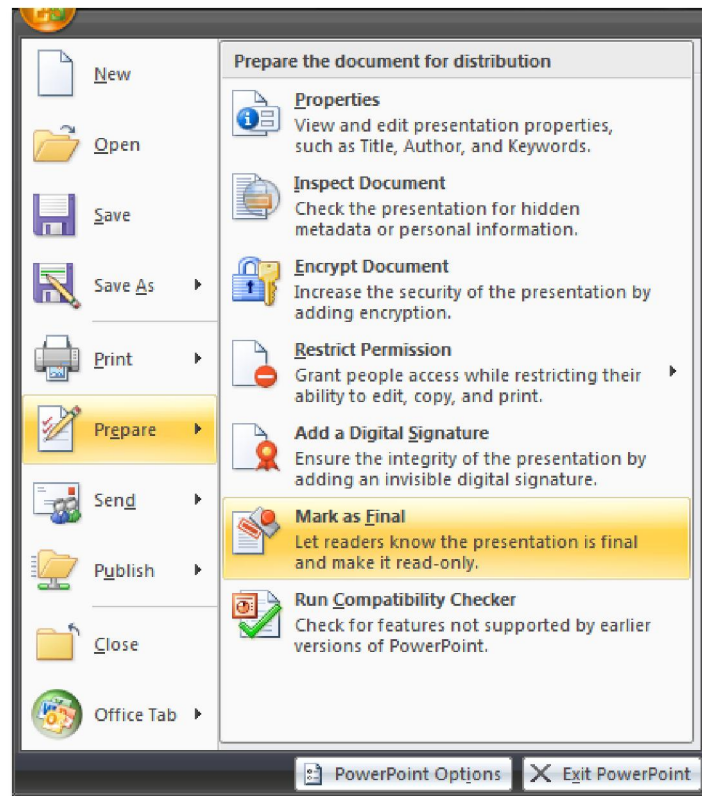 New
Open
Save
Save As
Print
Prepare
Send
Publish
Close
Office Tab
Prepare the document for distribution
Properties
View and edit presentation properties,
such as Title, Author, and Keywords.
Inspect Document
Check the presentation for hidden
metadata or personal information.
Encrypt Document
Increase the security of the presentation by
adding encryption.
Restrict Permission
Grant people access while restricting their
ability to edit, copy, and print.
Add a Digital Signature
Ensure the integrity of the presentation by
adding an invisible digital signature.
Mark as Final
Let readers know the presentation is final
and make it read-only.
Run Compatibility Checker
Check for features not supported by earlier
versions of PowerPoint.
PowerPoint Options
Exit PowerPoint